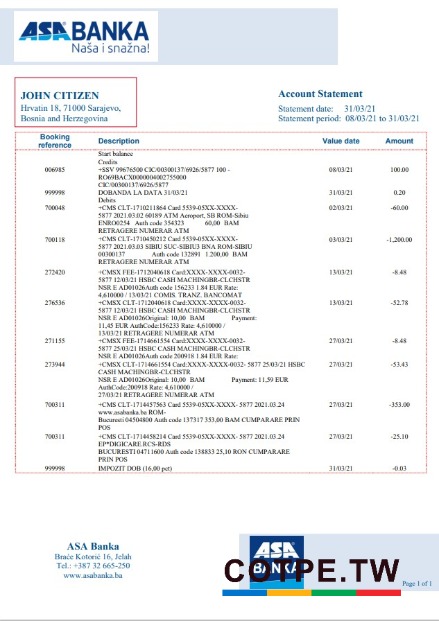 ASA BANKA
Naša i snažna!
JOHN CITIZEN
Hrvatin 18, 71000 Sarajevo,
Bosnia and Herzegovina
Account Statement
Statement date: 31/03/21
Statement period: 08/03/21 to 31/03/21
Booking reference Description Value date Amount
Start balance
Credits
006985 +SSV 99676500 CIC/00300137/6926/5877 100 - 08/03/21 100.00
RO69BACX0000004002755000
CIC/00300137/6926/5877
999998 DOBANDA LA DATA 31/03/21 31/03/21 0.20
Debits
700048 +CMS CLT-1710211864 Card 5539-05XX-XXXX- 02/03/21 -60.00
5877 2021.03.02 60189 ATM Aeroport, SB ROM-Sibiu
ENRO0254 Auth code 354323 60,00 BAM
RETRAGERE NUMERAR ATM
700118 +CMS CLT-1710450212 Card 5539-05XX-XXXX- 03/03/21 -1,200.00
5877 2021.03.03 SIBIU SUC-SIBIU3 BNA ROM-SIBIU
00300137 Auth code 132891 1.200,00 BAM
RETRAGERE NUMERAR ATM
272420 +CMSX FEE-1712040618 Card:XXXX-XXXX-0032- 13/03/21 -8.48
5877 12/03/21 HSBC CASH MACHINGBR-CLCHSTR
NSR E AD01026Auth code 156233 1.84 EUR Rate:
4,610000 / 13/03/21 COMIS. TRANZ. BANCOMAT
276536 +CMSX CLT-1712040618 Card:XXXX-XXXX-0032- 13/03/21 -52.78
5877 12/03/21 HSBC CASH MACHINGBR-CLCHSTR
NSR E AD01026Original: 10,00 BAM Payment:
11,45 EUR AuthCode:156233 Rate: 4,610000 /
13/03/21 RETRAGERE NUMERAR ATM
271155 +CMSX FEE-1714661554 Card:XXXX-XXXX-0032- 27/03/21 -8.48
5877 25/03/21 HSBC CASH MACHINGBR-CLCHSTR
NSR E AD01026Auth code 200918 1.84 EUR Rate:
273944 +CMSX CLT-1714661554 Card:XXXX-XXXX-0032- 5877 25/03/21 HSBC 27/03/21 -53.43
CASH MACHINGBR-CLCHSTR
NSR E AD01026Original: 10,00 BAM Payment: 11,59 EUR
AuthCode:200918 Rate: 4,610000 /
27/03/21 RETRAGERE NUMERAR ATM
700311 +CMS CLT-1714457563 Card 5539-05XX-XXXX- 5877 2021.03.24 27/03/21 -353.00
www.asabanka.ba ROM-
Bucuresti 04504800 Auth code 137317 353,00 BAM CUMPARARE PRIN
POS
700311 +CMS CLT-1714458214 Card 5539-05XX-XXXX- 5877 2021.03.24 27/03/21 -25.10
EP*DIGICARE.RCS-RDS
BUCURESTI 04711600 Auth code 138833 25,10 RON CUMPARARE
PRIN POS
999998 IMPOZIT DOB (16,00 pct) 31/03/21 -0.03
ASA Banka
Braće Kotorić 16, Jelah
Tel.: +387 32 665-250
www.asabanka.ba
ASA
BANKA
COYPE.TW
Page 1 of 1